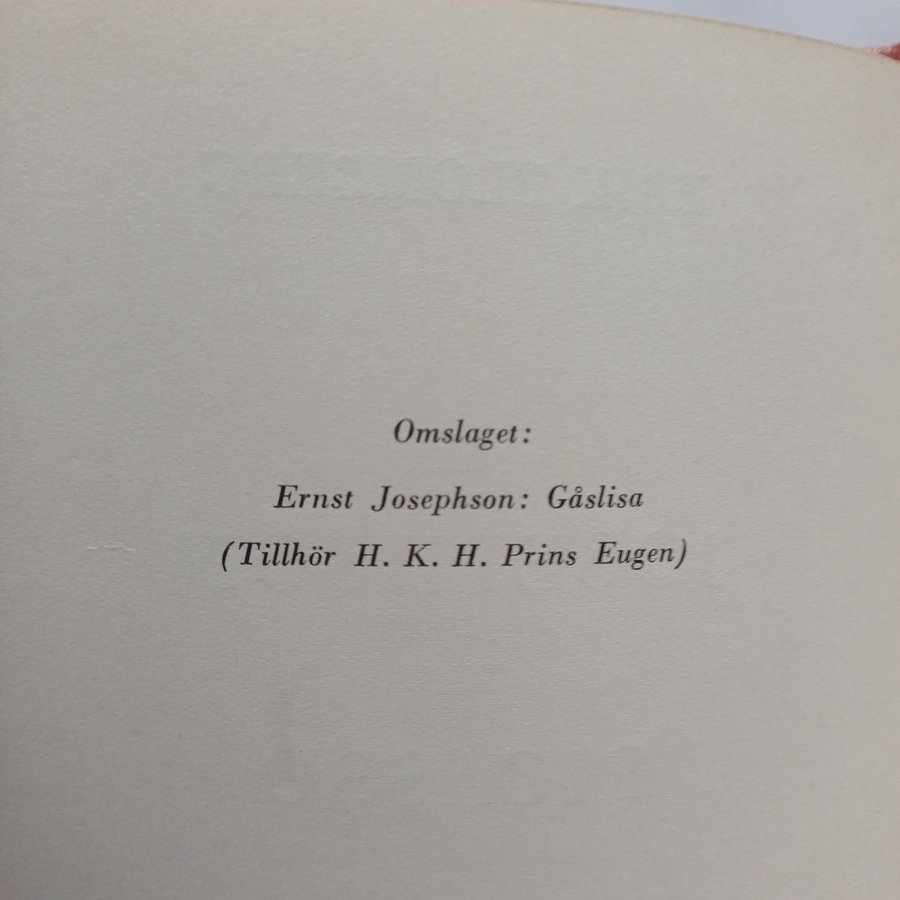 Omslaget:
Ernst Josephson: Gåslisa
(Tillhör H. K. H. Prins Eugen)